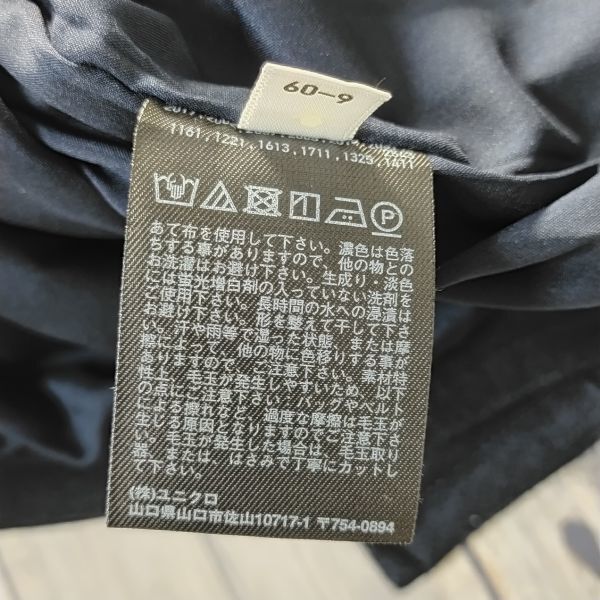 60-9
1161, 1221, 1613, 1711, 1325, 1411
P
あて布を使用して下さい。濃色は色落
ちする事がありますので、他の物との
お洗濯はお避け下さい。生成り・淡色
には蛍光増白剤の入っていない洗剤を
ご使用下さい。長時間の水への浸漬は
お避け下さい。形を整えて干して下さ
い。汗や雨等で湿った状態、または摩
擦によって、他の物に色移りする事が
ありますので、ご注意下さい。素材特
性上、毛玉が発生しやすいため、以下
の点にご注意下さい。バッグやベルト
による擦れなど、過度な摩擦は毛玉が
生じる原因となりますのでご注意下さ
い。毛玉が発生した場合は、毛玉取り
器、または、はさみで丁寧にカットし
て下さい。
(株)ユニクロ
山口県山口市佐山10717-1 〒754-0894